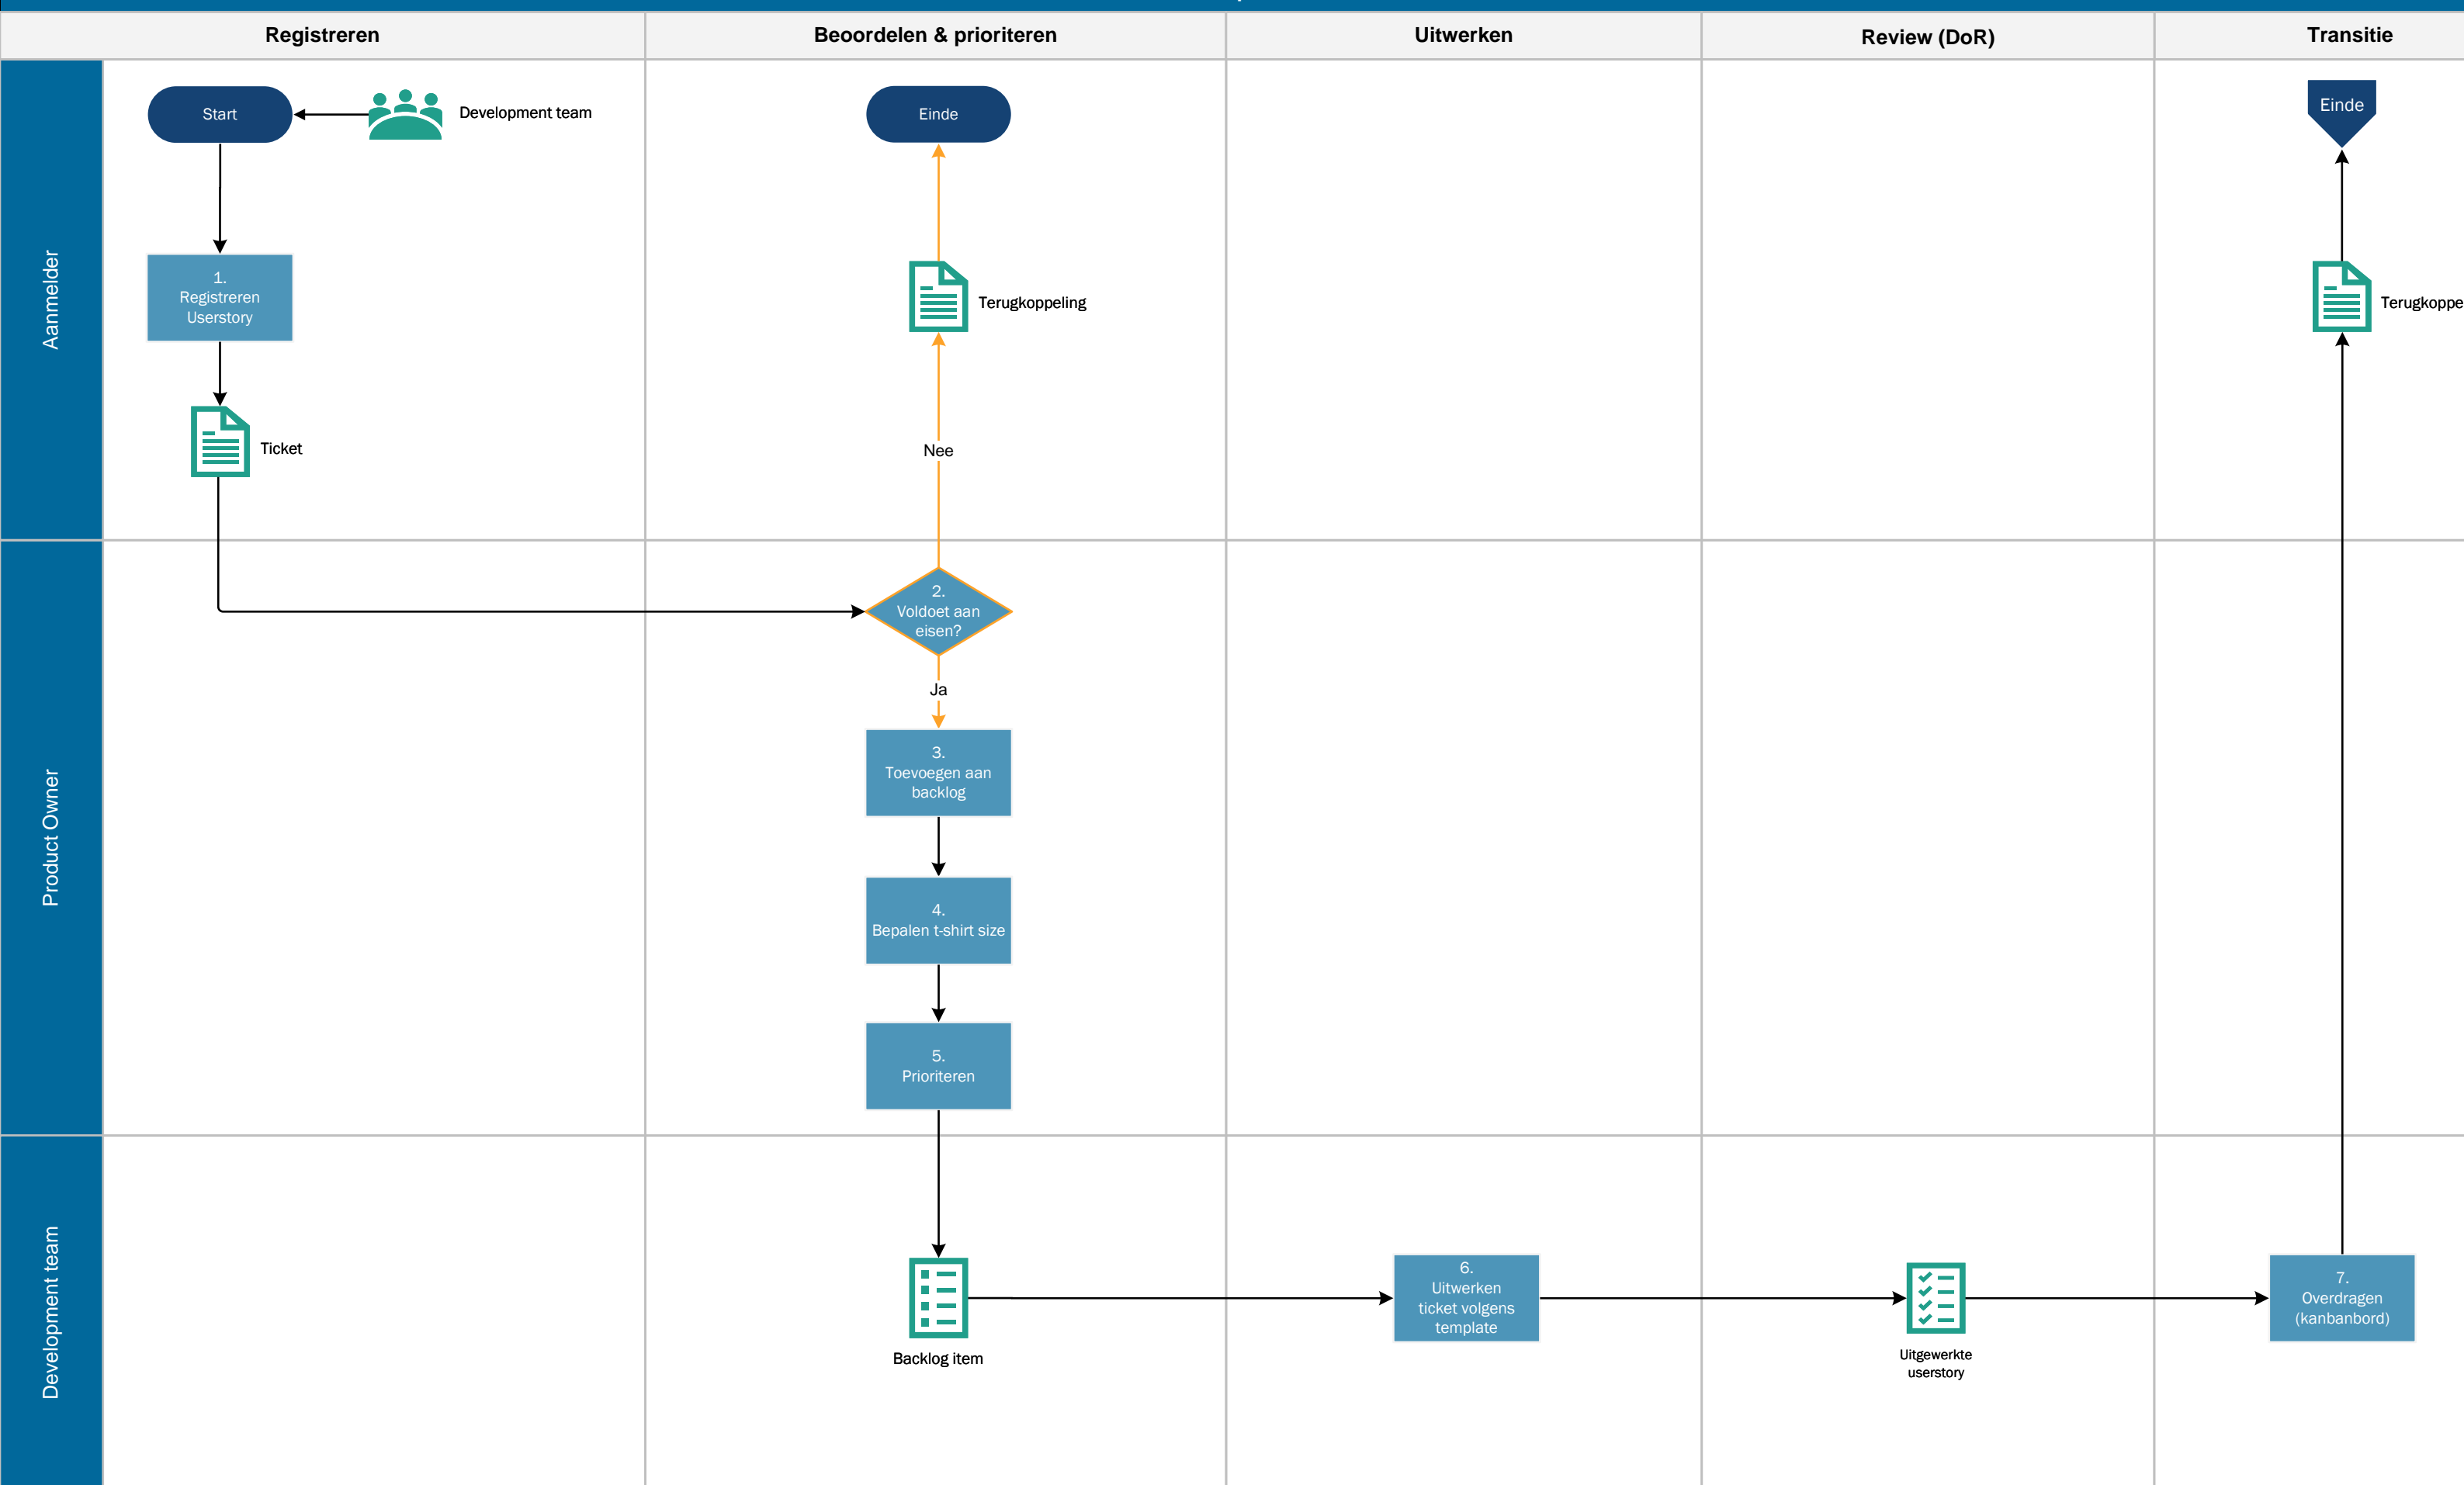 Registreren
Beoordelen & prioriteren
Uitwerken
Review (DoR)
Transitie
Aanmelder
Start
Development team
Einde
Einde
1.
Registreren
Userstory
Terugkoppeling
Terugkoppe
Ticket
Nee
Product Owner
2.
Voldoet aan
eisen?
Ja
3.
Toevoegen aan
backlog
4.
Bepalen t-shirt size
5.
Prioriteren
Development team
Backlog item
6.
Uitwerken
ticket volgens
template
Uitgewerkte
userstory
7.
Overdragen
(kanbanbord)